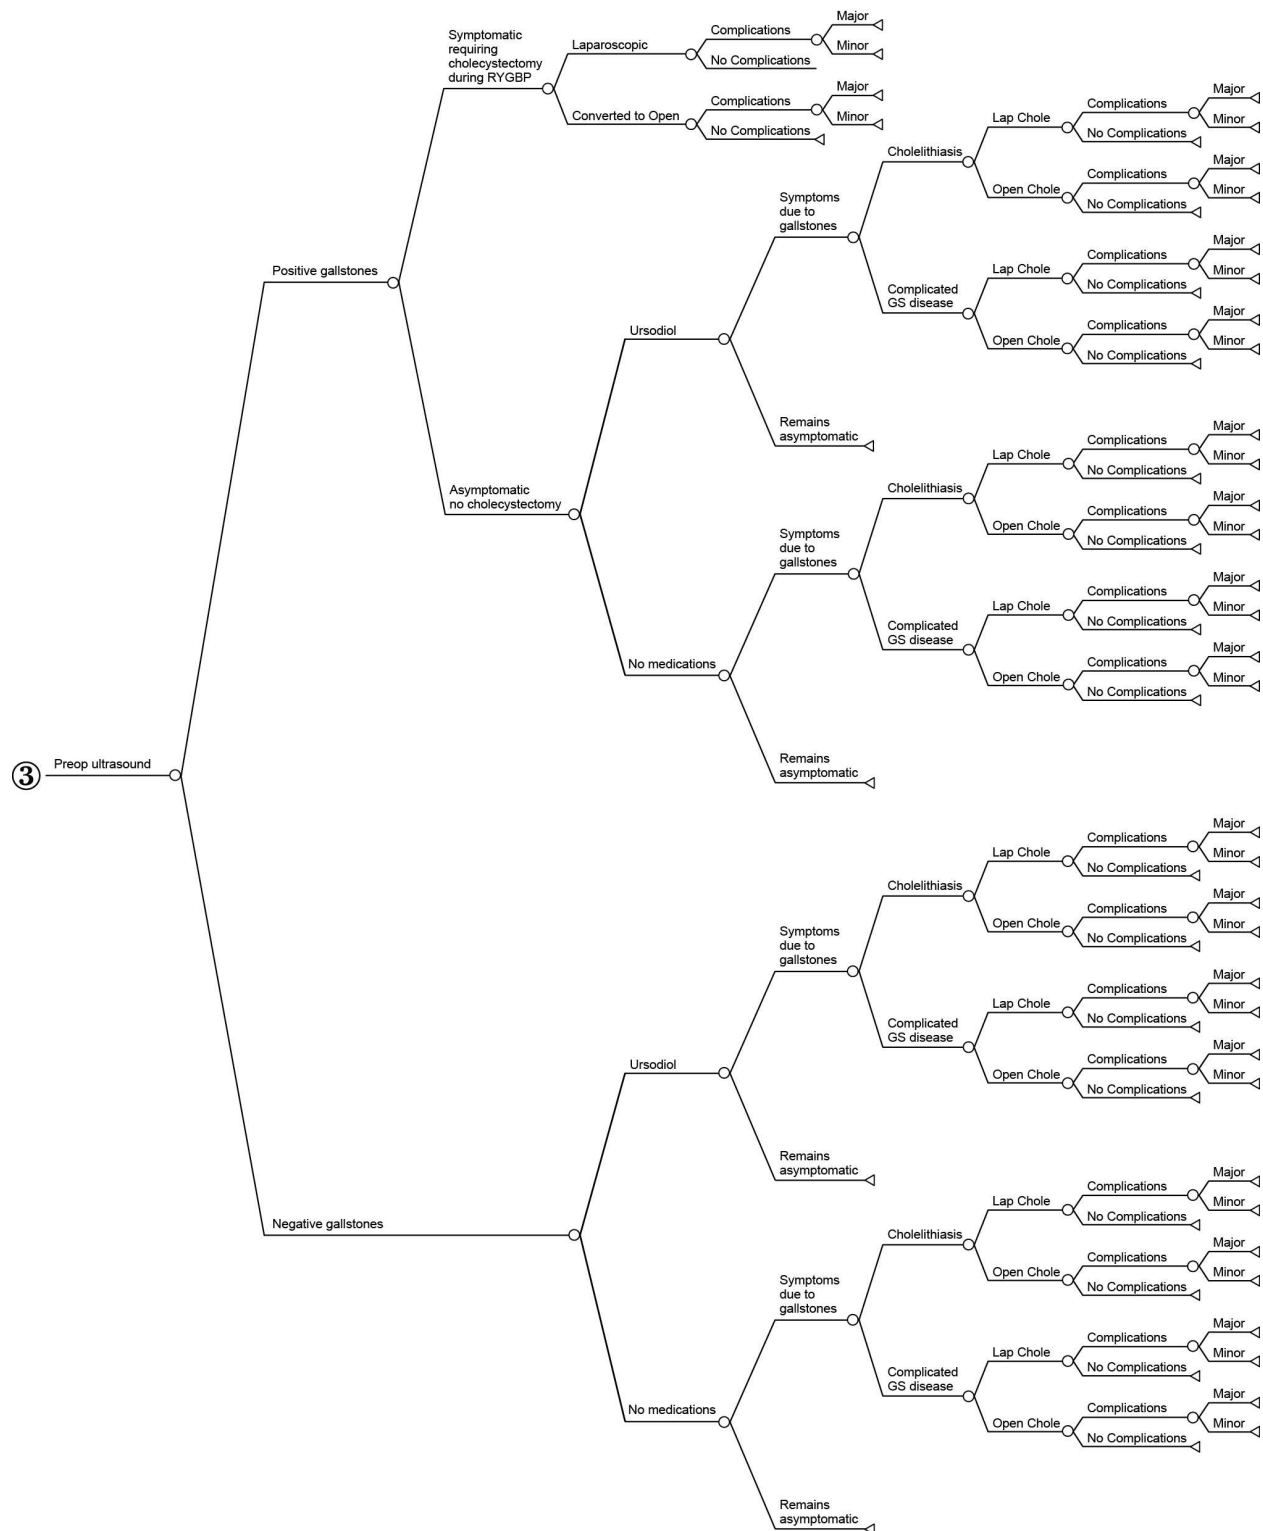 Symptomatic
requiring
cholecystectomy
during RYGBP
Laparoscopic
Complications
Major
Minor
No Complications
Converted to Open
Complications
Major
Minor
No Complications
Positive gallstones
Asymptomatic
no cholecystectomy
Ursodiol
Symptoms
due to
gallstones
Cholelithiasis
Lap Chole
Complications
Major
Minor
No Complications
Open Chole
Complications
Major
Minor
No Complications
Complicated
GS disease
Lap Chole
Complications
Major
Minor
No Complications
Open Chole
Complications
Major
Minor
No Complications
Remains
asymptomatic
No medications
Symptoms
due to
gallstones
Cholelithiasis
Lap Chole
Complications
Major
Minor
No Complications
Open Chole
Complications
Major
Minor
No Complications
Complicated
GS disease
Lap Chole
Complications
Major
Minor
No Complications
Open Chole
Complications
Major
Minor
No Complications
Remains
asymptomatic
③ Preop ultrasound
Negative gallstones
Ursodiol
Symptoms
due to
gallstones
Cholelithiasis
Lap Chole
Complications
Major
Minor
No Complications
Open Chole
Complications
Major
Minor
No Complications
Complicated
GS disease
Lap Chole
Complications
Major
Minor
No Complications
Open Chole
Complications
Major
Minor
No Complications
Remains
asymptomatic
No medications
Symptoms
due to
gallstones
Cholelithiasis
Lap Chole
Complications
Major
Minor
No Complications
Open Chole
Complications
Major
Minor
No Complications
Complicated
GS disease
Lap Chole
Complications
Major
Minor
No Complications
Open Chole
Complications
Major
Minor
No Complications
Remains
asymptomatic